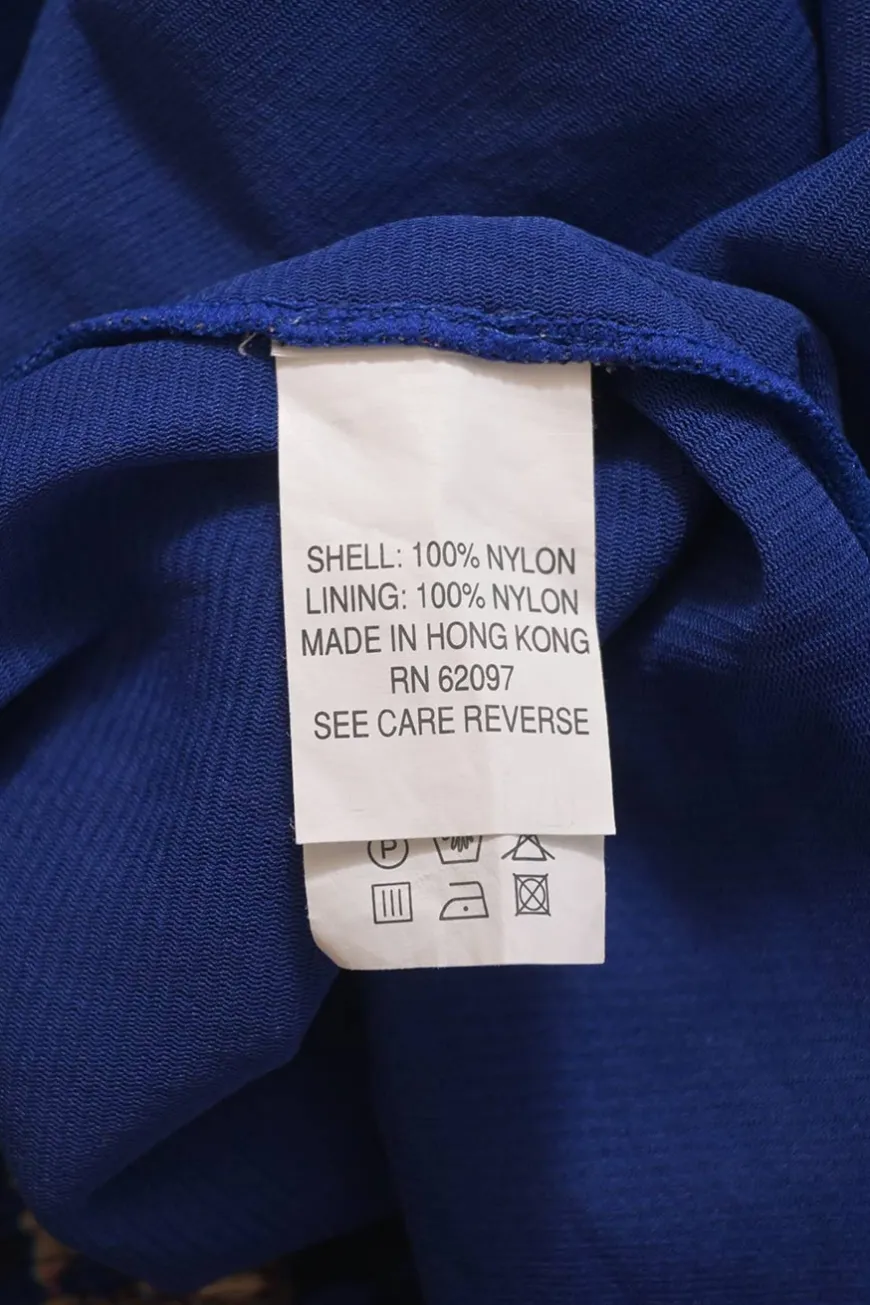 SHELL: 100% NYLON
LINING: 100% NYLON
MADE IN HONG KONG
RN 62097
SEE CARE REVERSE
P